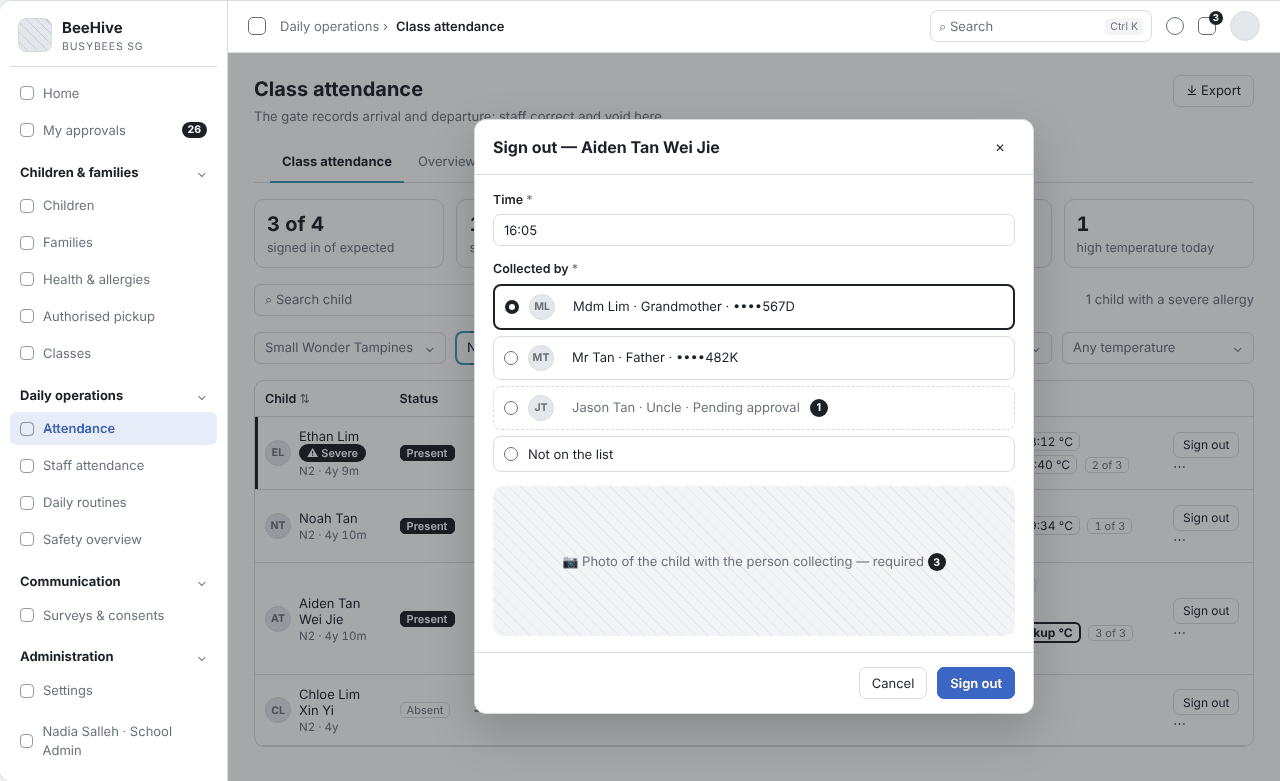 BeeHive
BUSYBEES SG
Home
My approvals 26
Children & families
Children
Families
Health & allergies
Authorised pickup
Classes
Daily operations
Attendance
Staff attendance
Daily routines
Safety overview
Communication
Surveys & consents
Administration
Settings
Nadia Salleh · School
Admin
Daily operations › Class attendance
Search Ctrl K
3
Class attendance
The gate records arrival and departure; staff correct and void here.
Export
Class attendance Overview
3 of 4
signed in of expected
1
high temperature today
Search child
1 child with a severe allergy
Small Wonder Tampines
Any temperature
Child ⇅ Status
Ethan Lim
EL
⚠ Severe
N2 · 4y 9m
Present
:12 °C
:40 °C 2 of 3
Sign out
...
NT
Noah Tan
N2 · 4y 10m
Present
:34 °C 1 of 3
Sign out
...
AT
Aiden Tan
Wei Jie
N2 · 4y 10m
Present
kup °C 3 of 3
Sign out
...
CL
Chloe Lim
Xin Yi
N2 · 4y
Absent
Sign out
...
Sign out — Aiden Tan Wei Jie
×
Time *
16:05
Collected by *
ML Mdm Lim · Grandmother · ••••567D
MT Mr Tan · Father · ••••482K
JT Jason Tan · Uncle · Pending approval 1
Not on the list
📷 Photo of the child with the person collecting — required 3
Cancel
Sign out